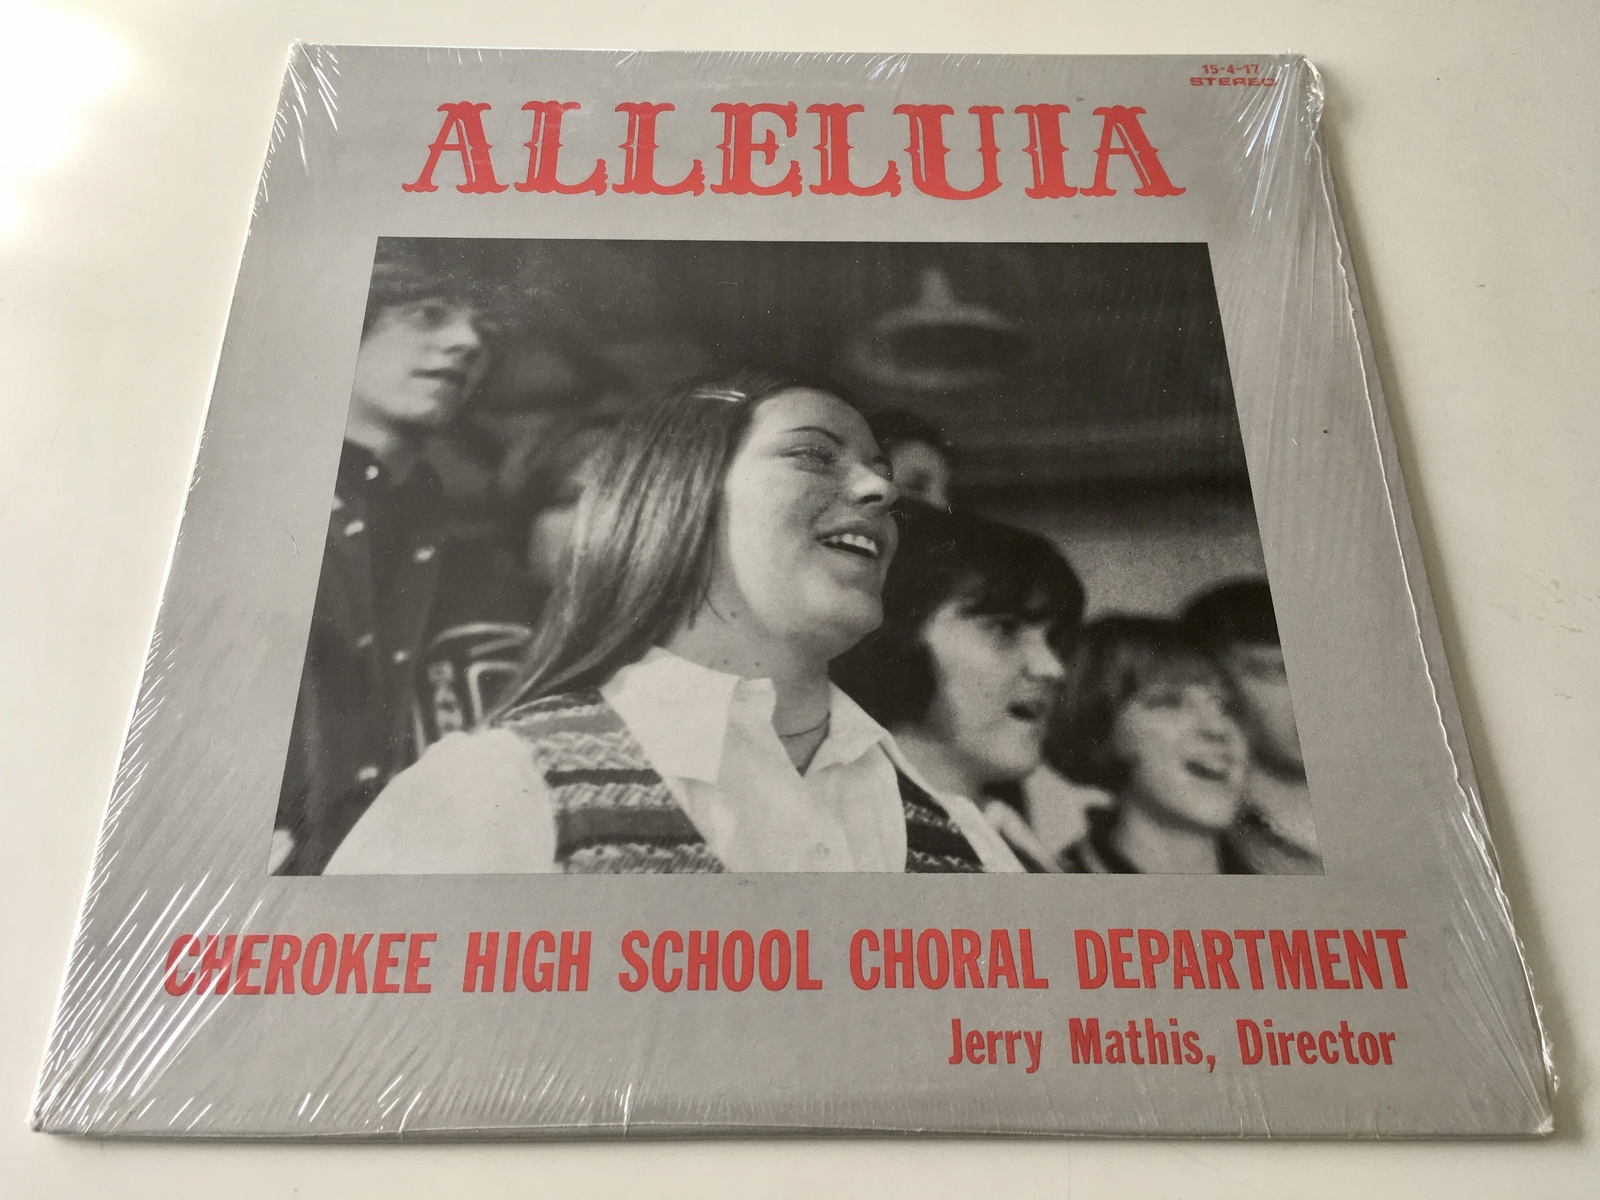 15-4-17
STEREO
ALLELUIA
CHEROKEE HIGH SCHOOL CHORAL DEPARTMENT
Jerry Mathis, Director